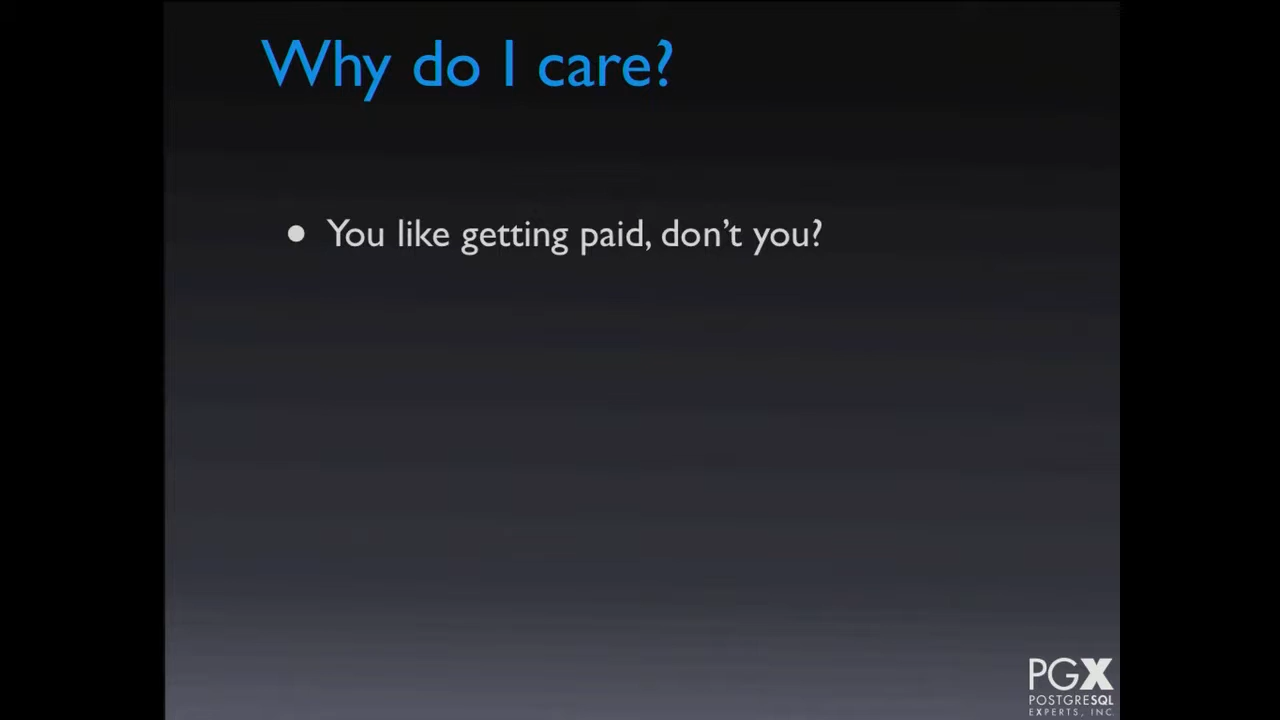 Why do I care?
• You like getting paid, don't you?
PGX
POSTGRESQL
EXPERTS, INC